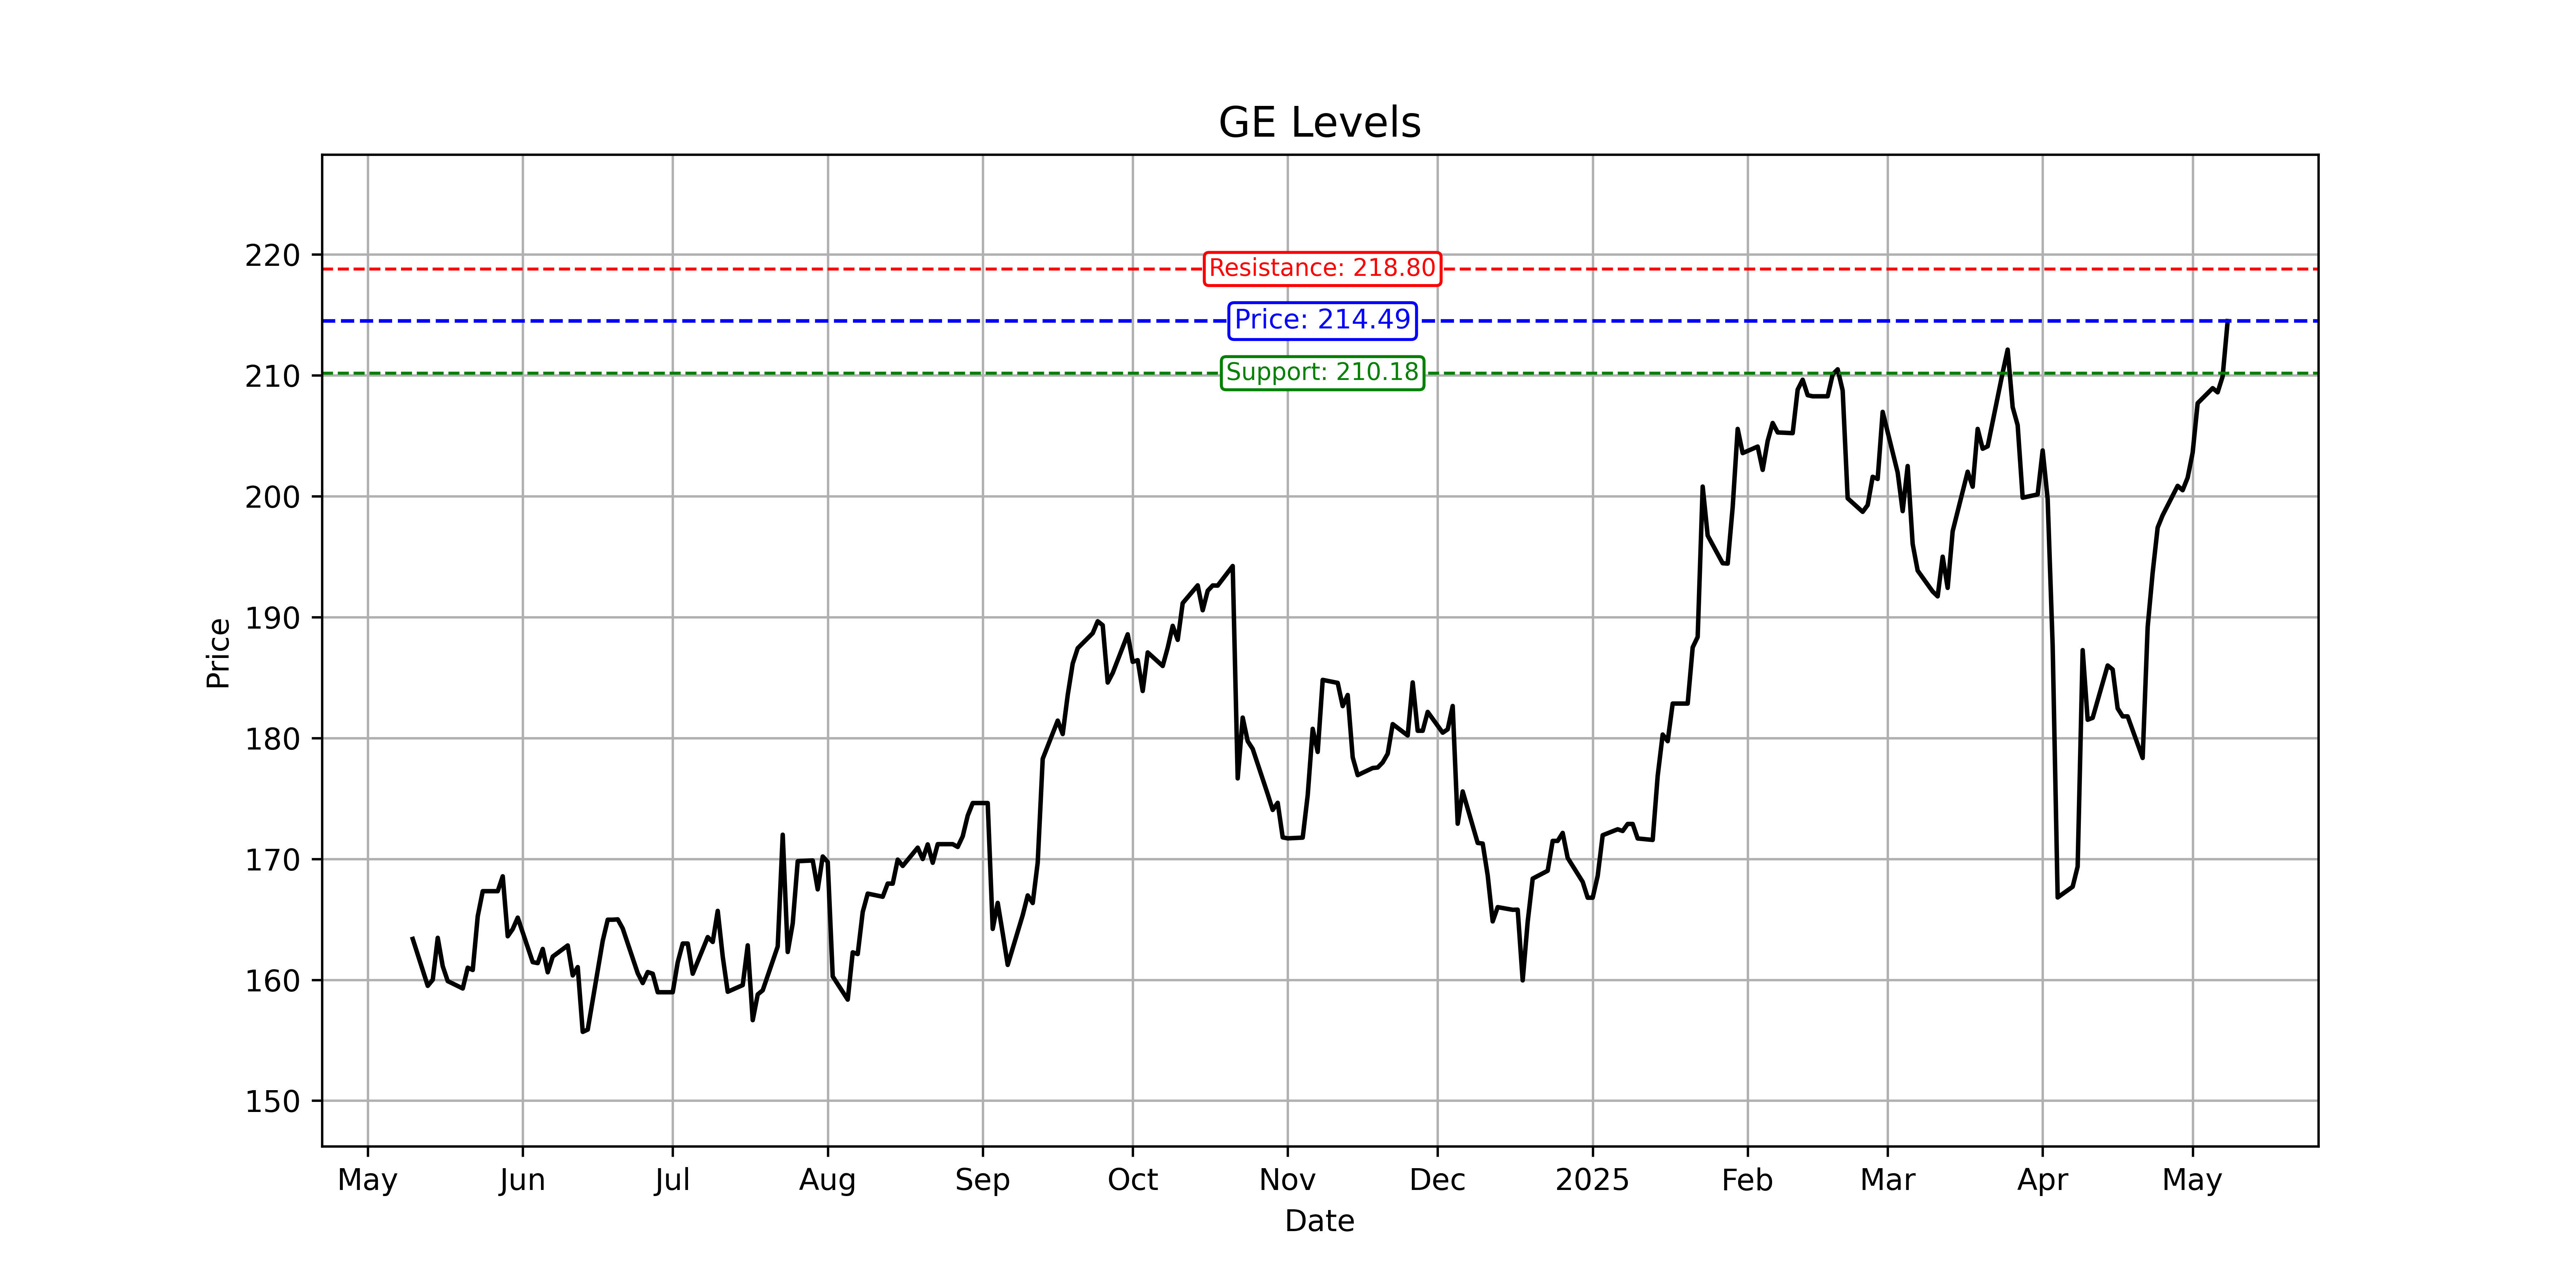 GE Levels
220
Resistance: 218.80
Price: 214.49
Support: 210.18
210
200
190
Price
180
170
160
150
May Jun Jul Aug Sep Oct Nov Dec 2025 Feb Mar Apr May
Date